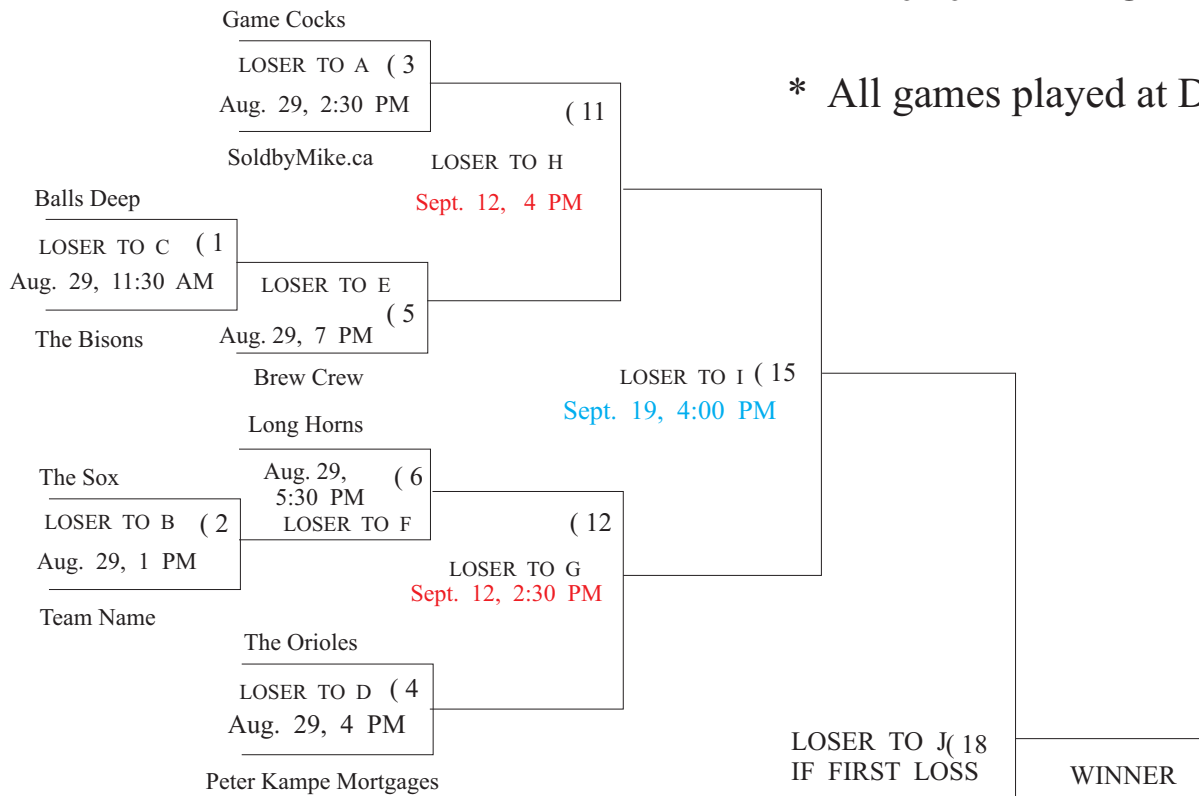 Game Cocks
LOSER TO A ( 3
Aug. 29, 2:30 PM
SoldbyMike.ca
* All games played at D
( 11
LOSER TO H
Sept. 12, 4 PM
Balls Deep
LOSER TO C ( 1
Aug. 29, 11:30 AM
The Bisons
LOSER TO E
( 5
Aug. 29, 7 PM
Brew Crew
LOSER TO I ( 15
Sept. 19, 4:00 PM
Long Horns
Aug. 29,
5:30 PM
( 6
LOSER TO F
The Sox
LOSER TO B ( 2
Aug. 29, 1 PM
Team Name
( 12
LOSER TO G
Sept. 12, 2:30 PM
The Orioles
LOSER TO D ( 4
Aug. 29, 4 PM
Peter Kampe Mortgages
LOSER TO J( 18
IF FIRST LOSS
WINNER